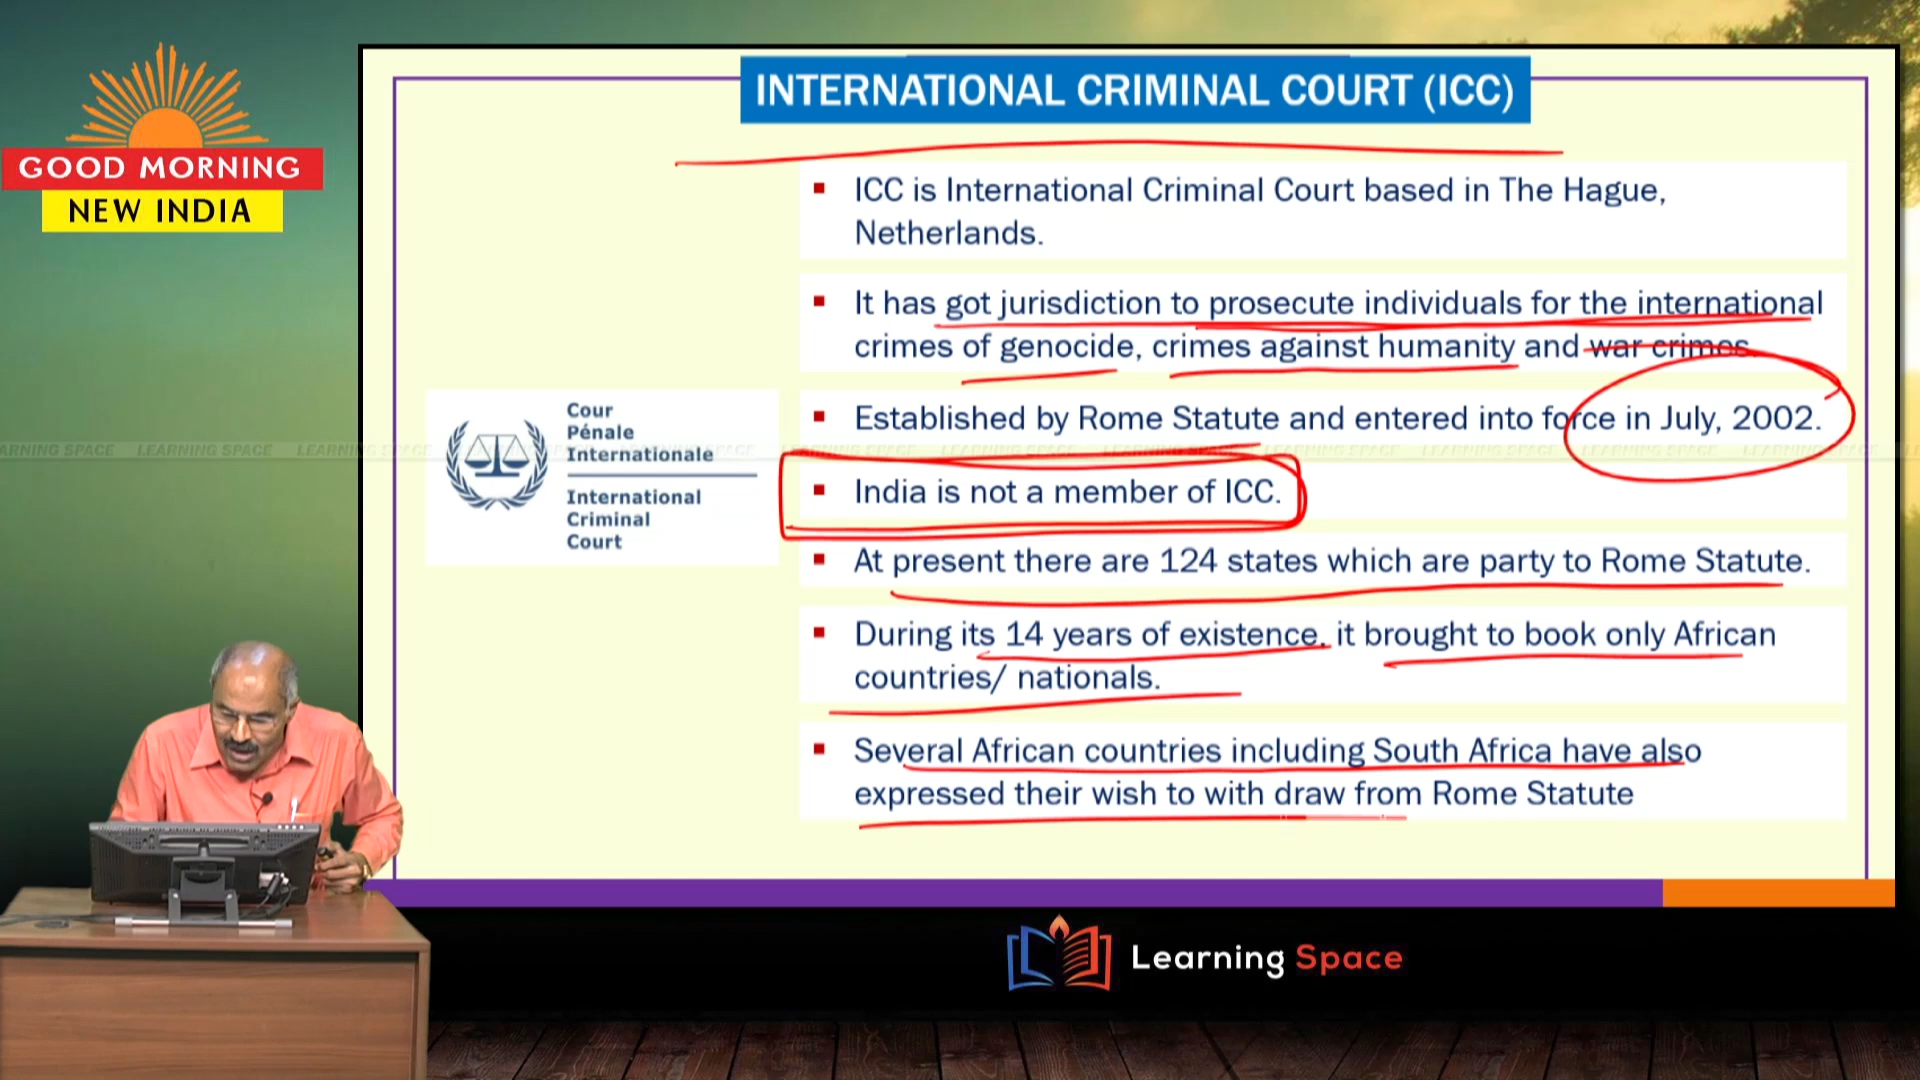 GOOD MORNING
NEW INDIA
INTERNATIONAL CRIMINAL COURT (ICC)
ICC is International Criminal Court based in The Hague,
Netherlands.
It has got jurisdiction to prosecute individuals for the international
crimes of genocide, crimes against humanity and war crimes.
Established by Rome Statute and entered into force in July, 2002.
India is not a member of ICC.
At present there are 124 states which are party to Rome Statute.
During its 14 years of existence, it brought to book only African
countries/ nationals.
Several African countries including South Africa have also
expressed their wish to with draw from Rome Statute
Cour
Pénale
Internationale
International
Criminal
Court
ARNING SPACE LEARNING SPACE LEARNING
Learning Space